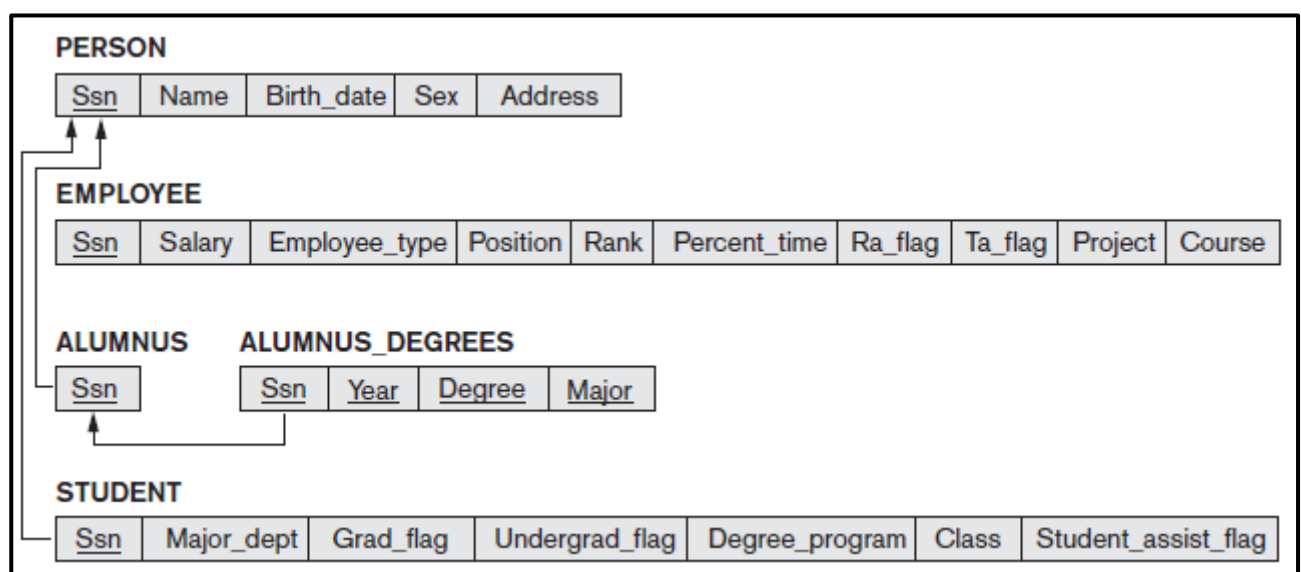 PERSON
Ssn Name Birth_date Sex Address
EMPLOYEE
Ssn Salary Employee_type Position Rank Percent_time Ra_flag Ta_flag Project Course
ALUMNUS ALUMNUS_DEGREES
Ssn Ssn Year Degree Major
STUDENT
Ssn Major_dept Grad_flag Undergrad_flag Degree_program Class Student_assist_flag